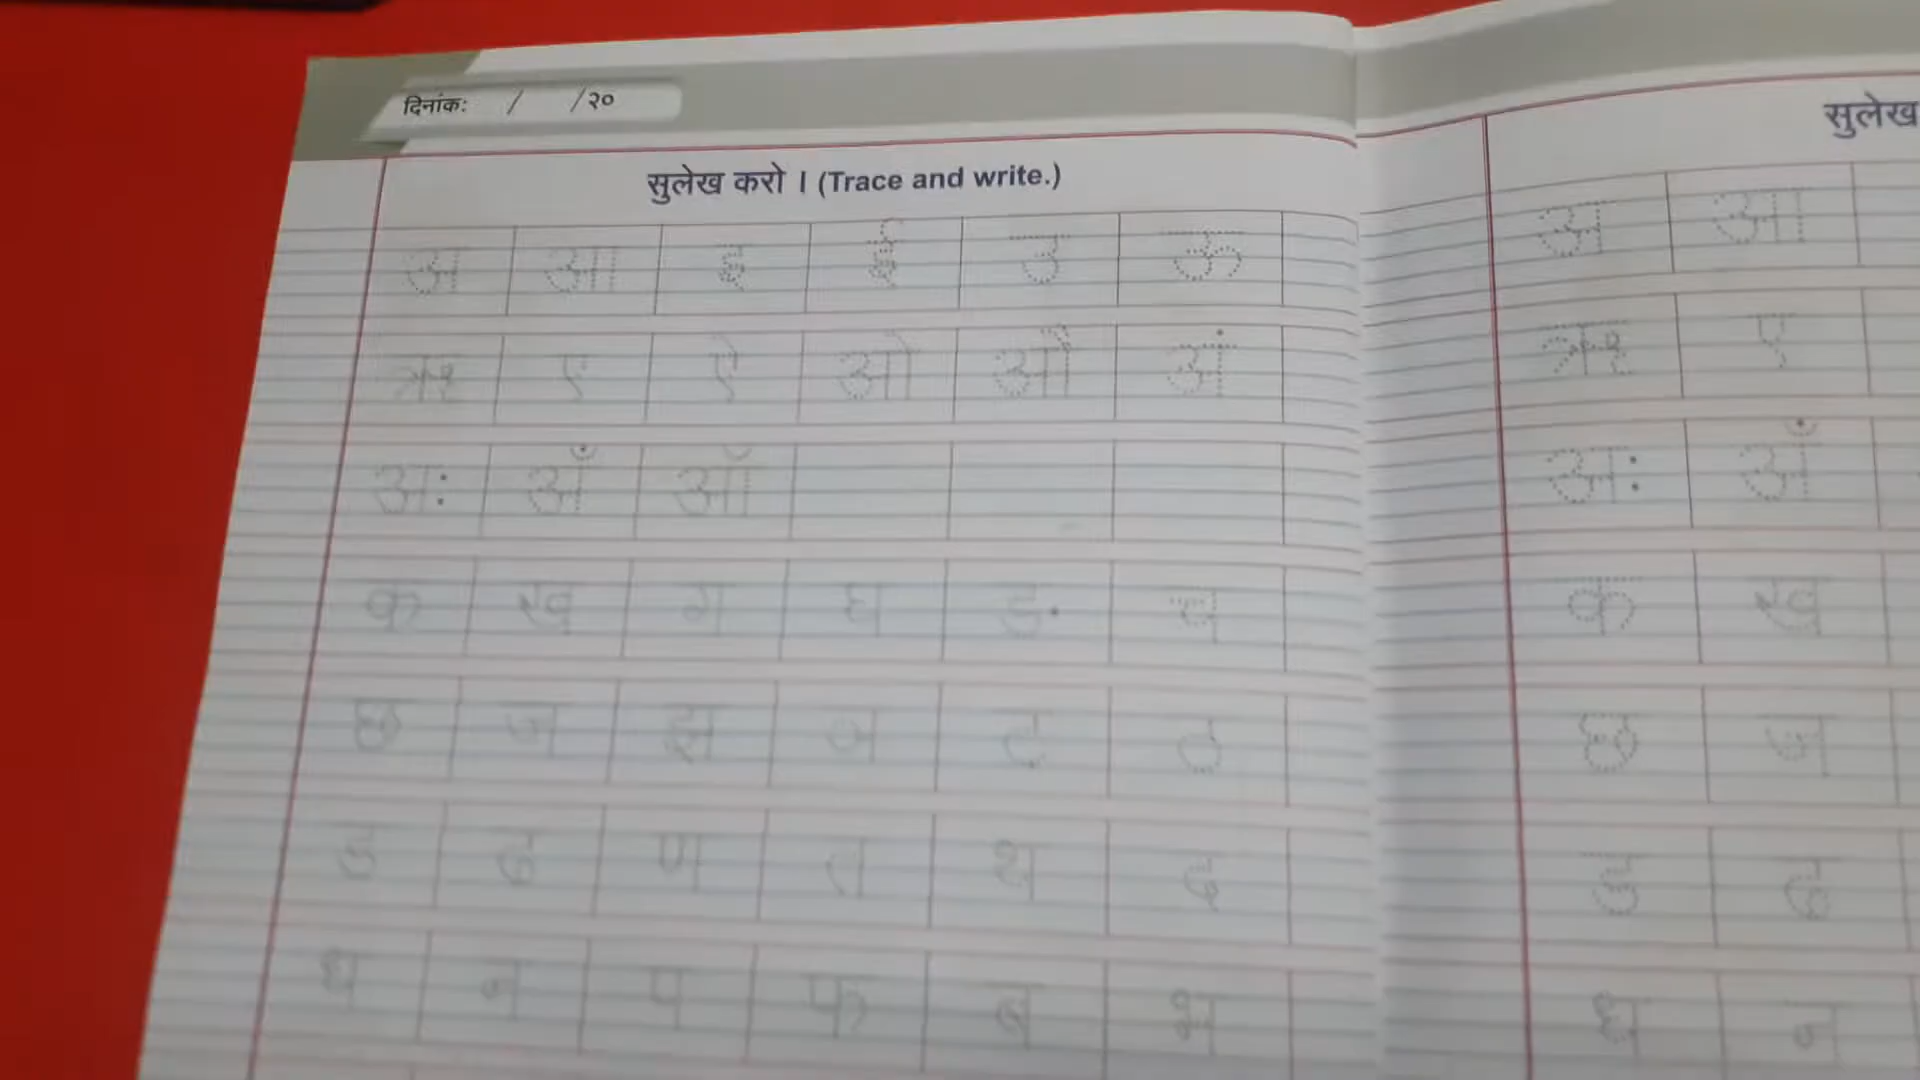 दिनांक: / /२०
सुलेख करो । (Trace and write.)
अ आ इ ई उ ऊ
ऋ ए ऐ ओ औ अं
अः अँ ऑ
क ख ग घ ङ च
छ ज झ ञ ट ठ
ड ढ ण त थ द
ध न प फ ब भ
सुलेख
अ आ
ऋ ए
अः अँ
क ख
छ ज
ड ढ
ध न